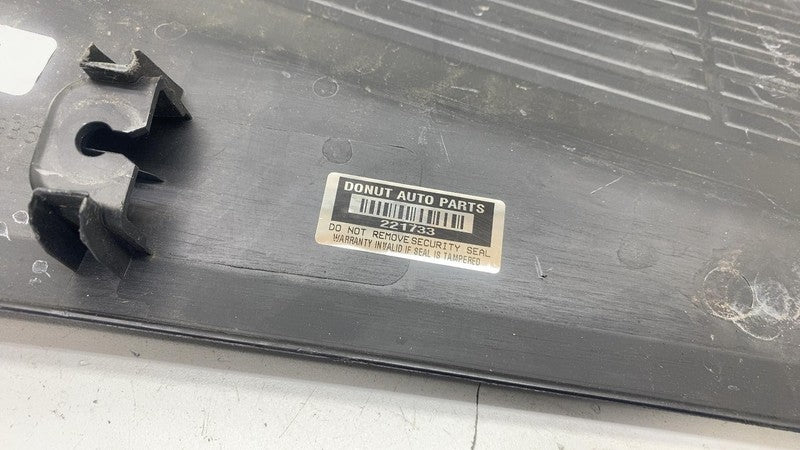 DONUT AUTO PARTS
221733
DO NOT REMOVE SECURITY SEAL
WARRANTY INVALID IF SEAL IS TAMPERED